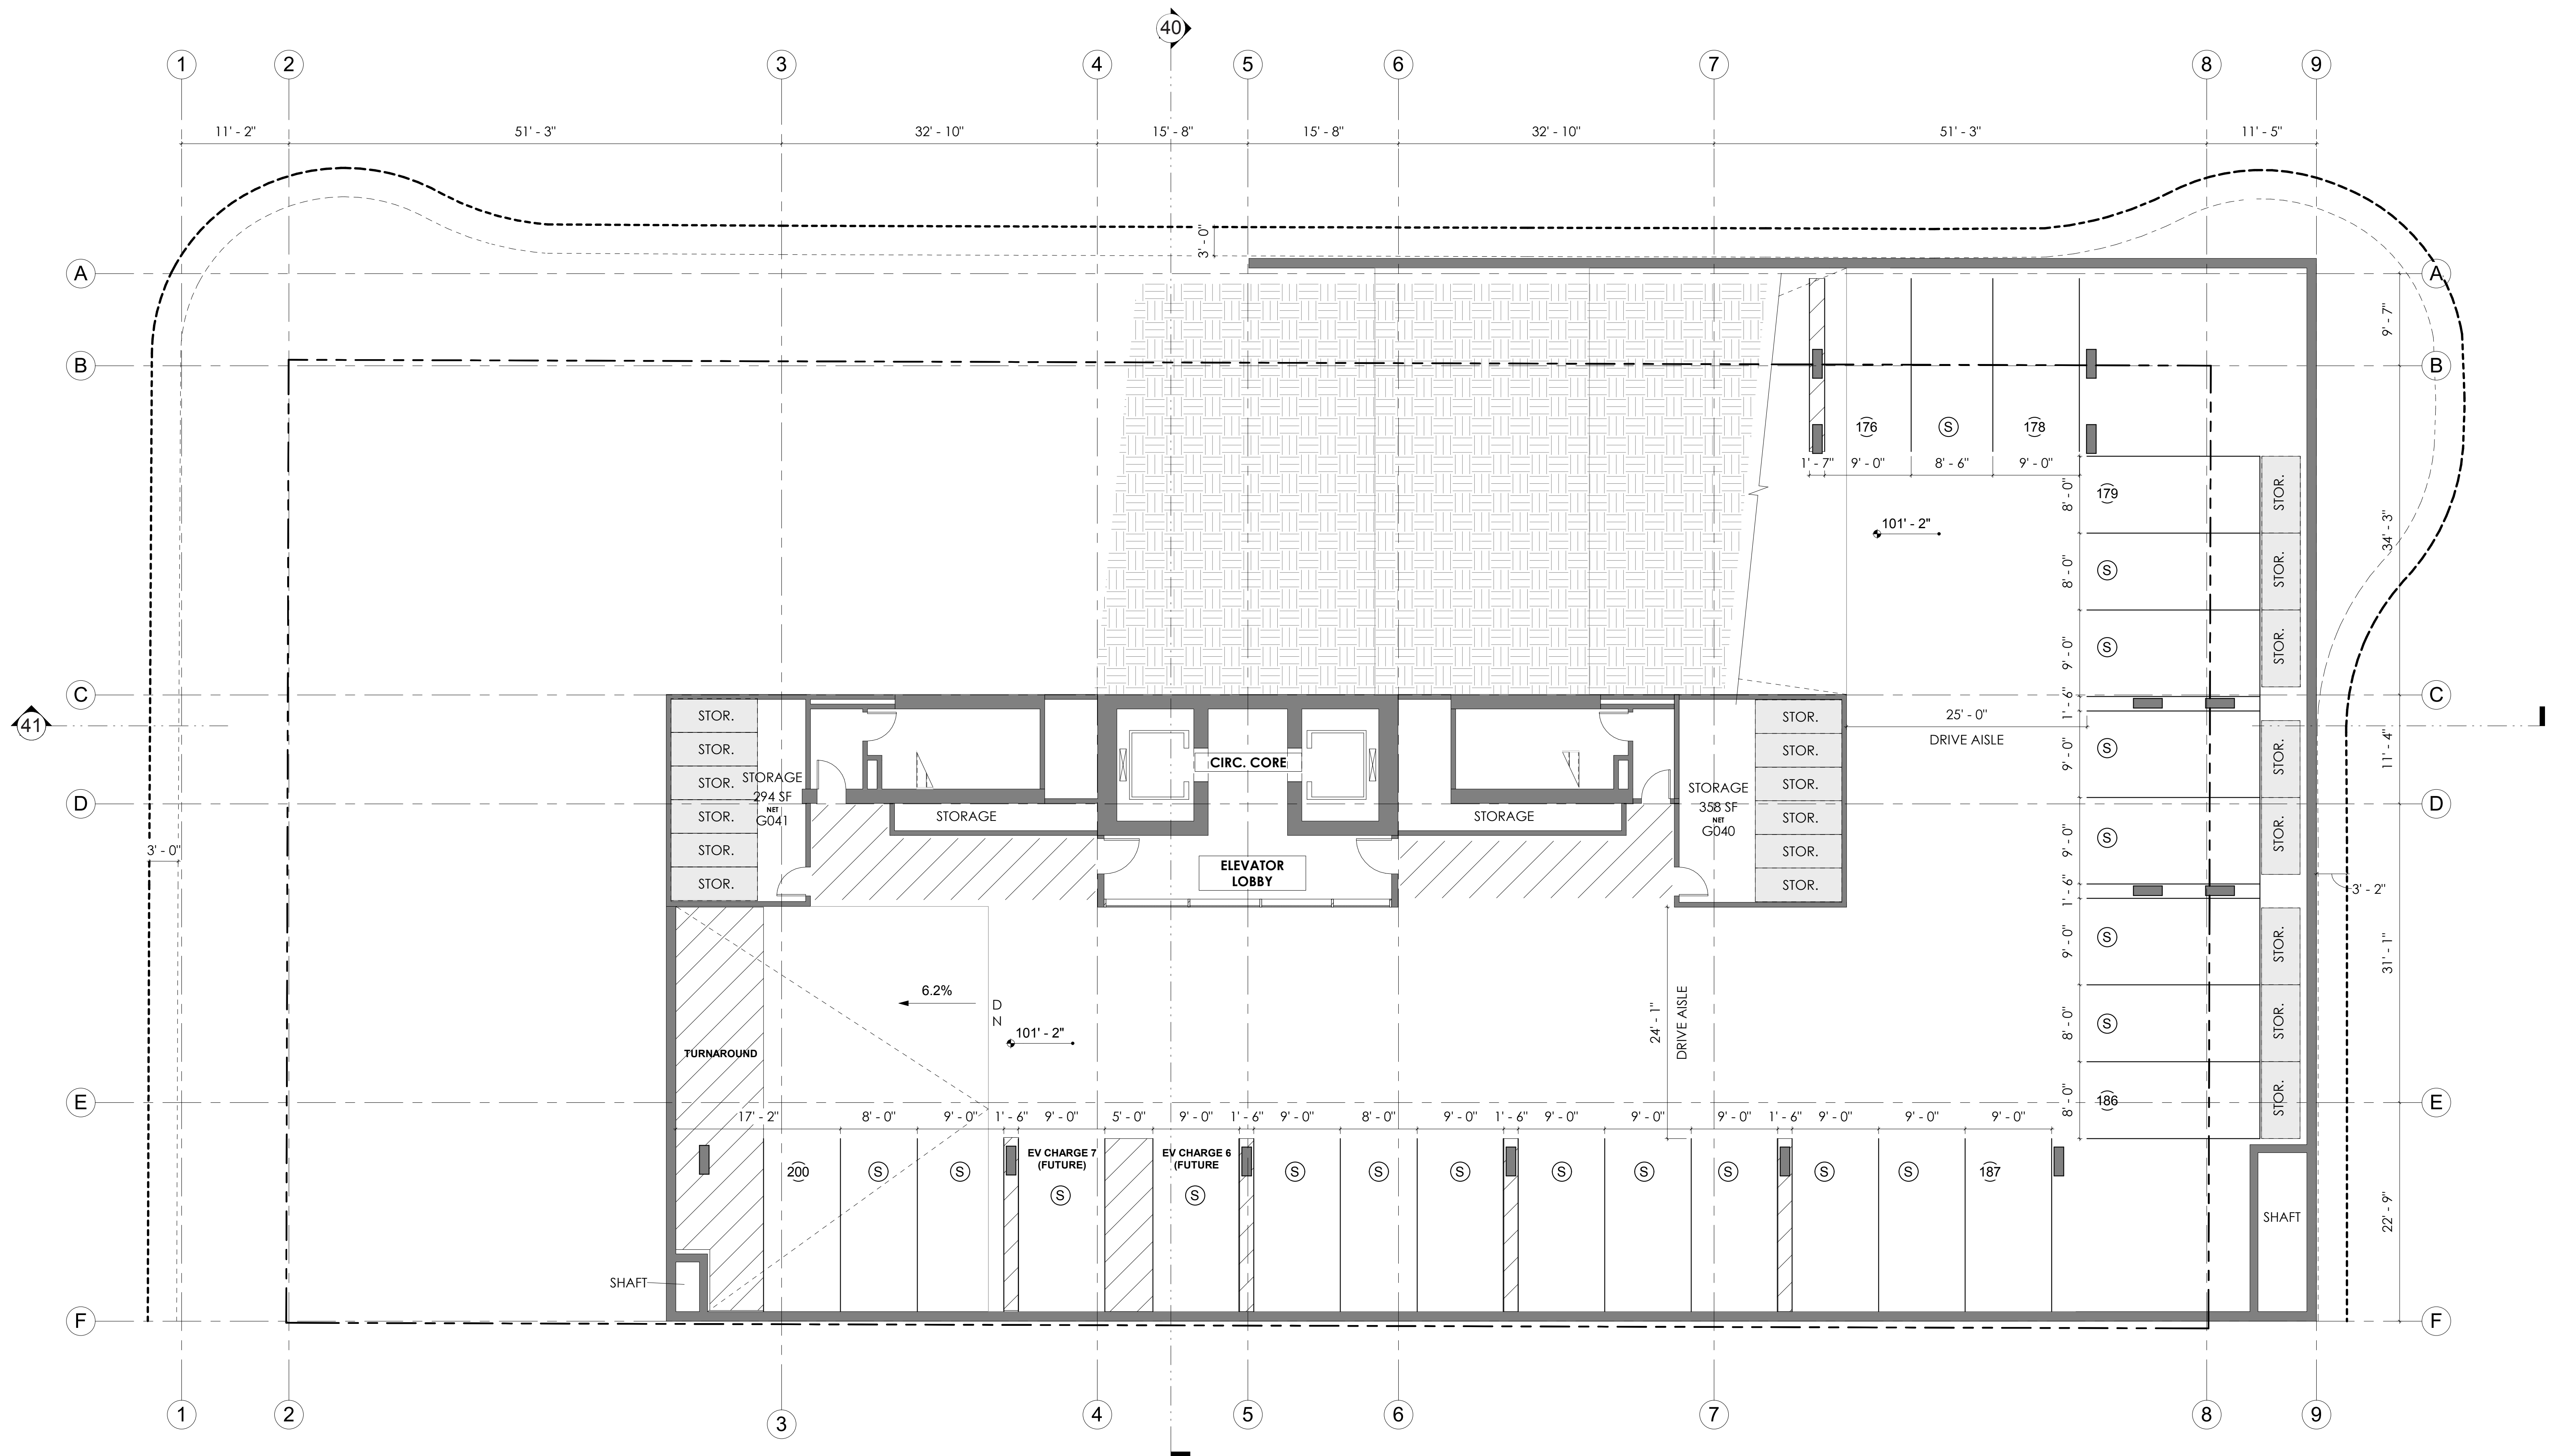 40
1 2 3 4 5 6 7 8 9
11' - 2" 51' - 3" 32' - 10" 15' - 8" 15' - 8" 32' - 10" 51' - 3" 11' - 5"
3' - 0"
A A
9' - 7"
B B
176 S 178
1' - 7" 9' - 0" 8' - 6" 9' - 0"
8' - 0" 179 STOR.
101' - 2"
34' - 3"
8' - 0" S STOR.
9' - 0" S STOR.
C C
1' - 6"
41
STOR. STOR.
25' - 0"
DRIVE AISLE
9' - 0" S STOR.
11' - 4"
STOR. STOR.
CIRC. CORE
STOR. STOR.
STORAGE
294 SF
NET
G041
STORAGE
358 SF
NET
G040
D D
STOR. STORAGE STORAGE STOR.
9' - 0" S STOR.
STOR. STOR.
3' - 0"
ELEVATOR
LOBBY
STOR. STOR.
1' - 6"
3' - 2"
9' - 0" S STOR.
31' - 1"
6.2%
D
N
101' - 2"
24' - 1"
DRIVE AISLE
8' - 0" S STOR.
TURNAROUND
E E
8' - 0" 186 STOR.
17' - 2" 8' - 0" 9' - 0" 1' - 6" 9' - 0" 5' - 0" 9' - 0" 1' - 6" 9' - 0" 8' - 0" 9' - 0" 1' - 6" 9' - 0" 9' - 0" 9' - 0" 1' - 6" 9' - 0" 9' - 0" 9' - 0"
EV CHARGE 7
(FUTURE)
EV CHARGE 6
(FUTURE
200 S S S S S S S S S S S S 187
22' - 9"
SHAFT
SHAFT
F F
1 2 3 4 5 6 7 8 9